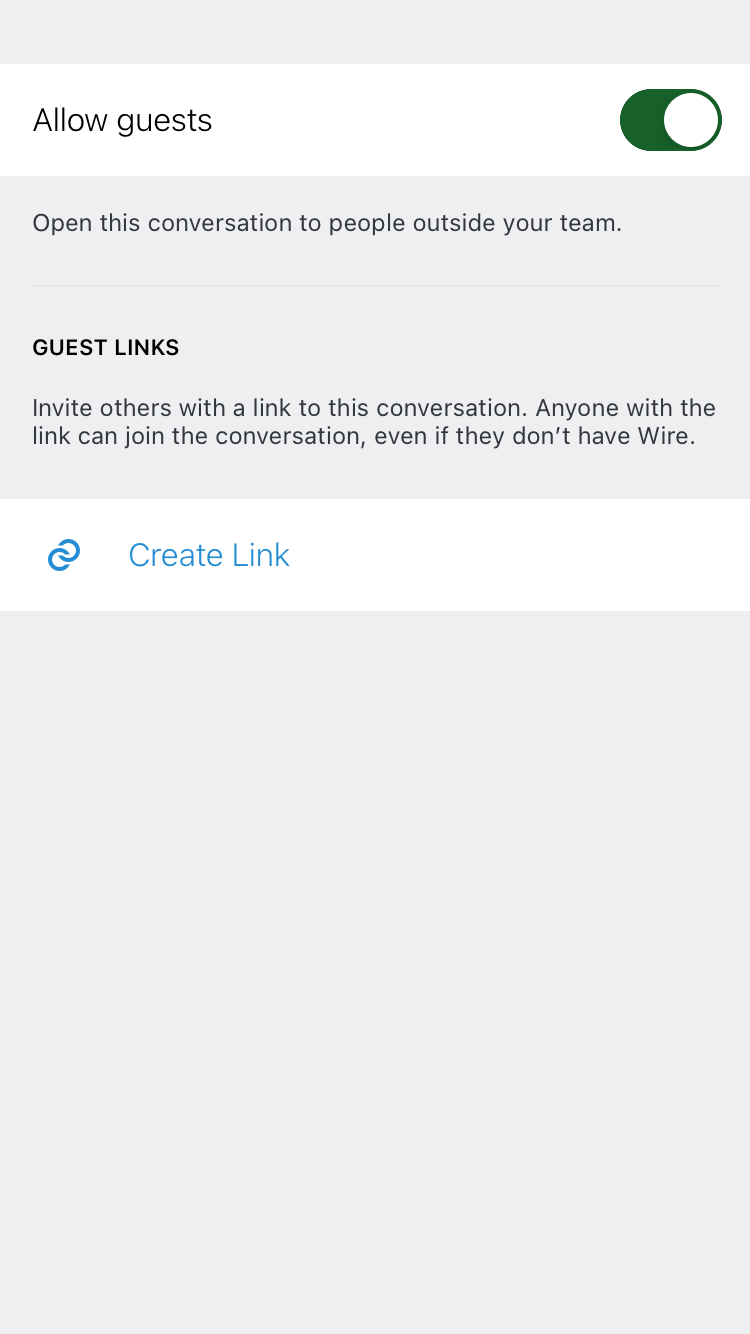 Allow guests
Open this conversation to people outside your team.
GUEST LINKS
Invite others with a link to this conversation. Anyone with the
link can join the conversation, even if they don’t have Wire.
Create Link